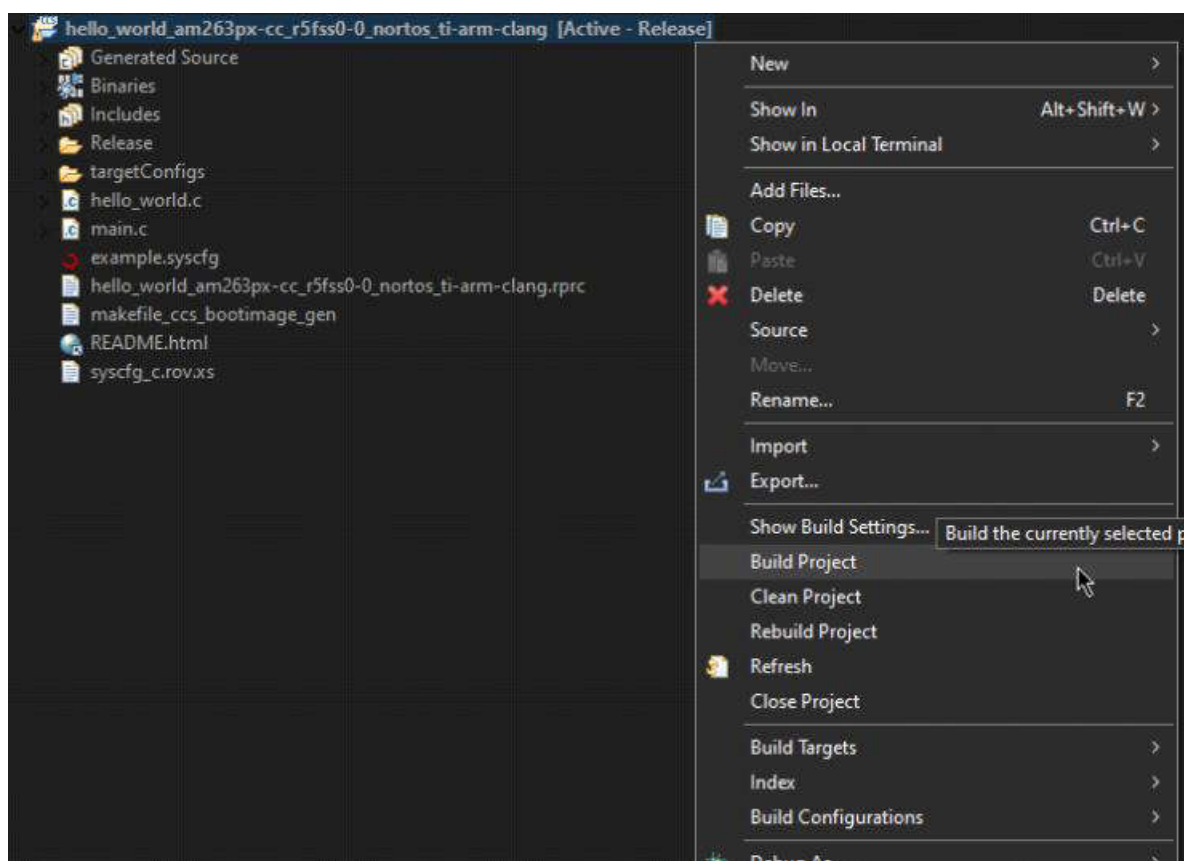 hello_world_am263px-cc_r5fss0-0_nortos_ti-arm-clang [Active - Release]
Generated Source
Binaries
Includes
Release
targetConfigs
hello_world.c
main.c
example.syscfg
hello_world_am263px-cc_r5fss0-0_nortos_ti-arm-clang.rprc
makefile_ccs_bootimage_gen
README.html
syscfg_c.rov.xs
New
Show In Alt+Shift+W
Show in Local Terminal
Add Files...
Copy Ctrl+C
Paste Ctrl+V
Delete Delete
Source
Move...
Rename... F2
Import
Export...
Show Build Settings...
Build the currently selected p
Build Project
Clean Project
Rebuild Project
Refresh
Close Project
Build Targets
Index
Build Configurations
Debug As